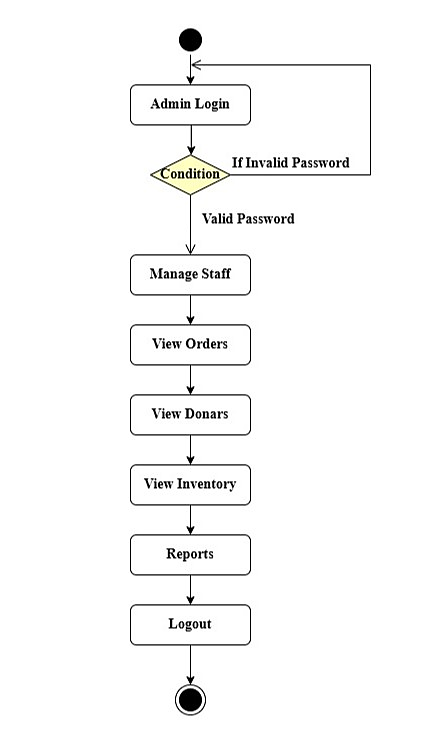 Admin Login
If Invalid Password
Condition
Valid Password
Manage Staff
View Orders
View Donars
View Inventory
Reports
Logout